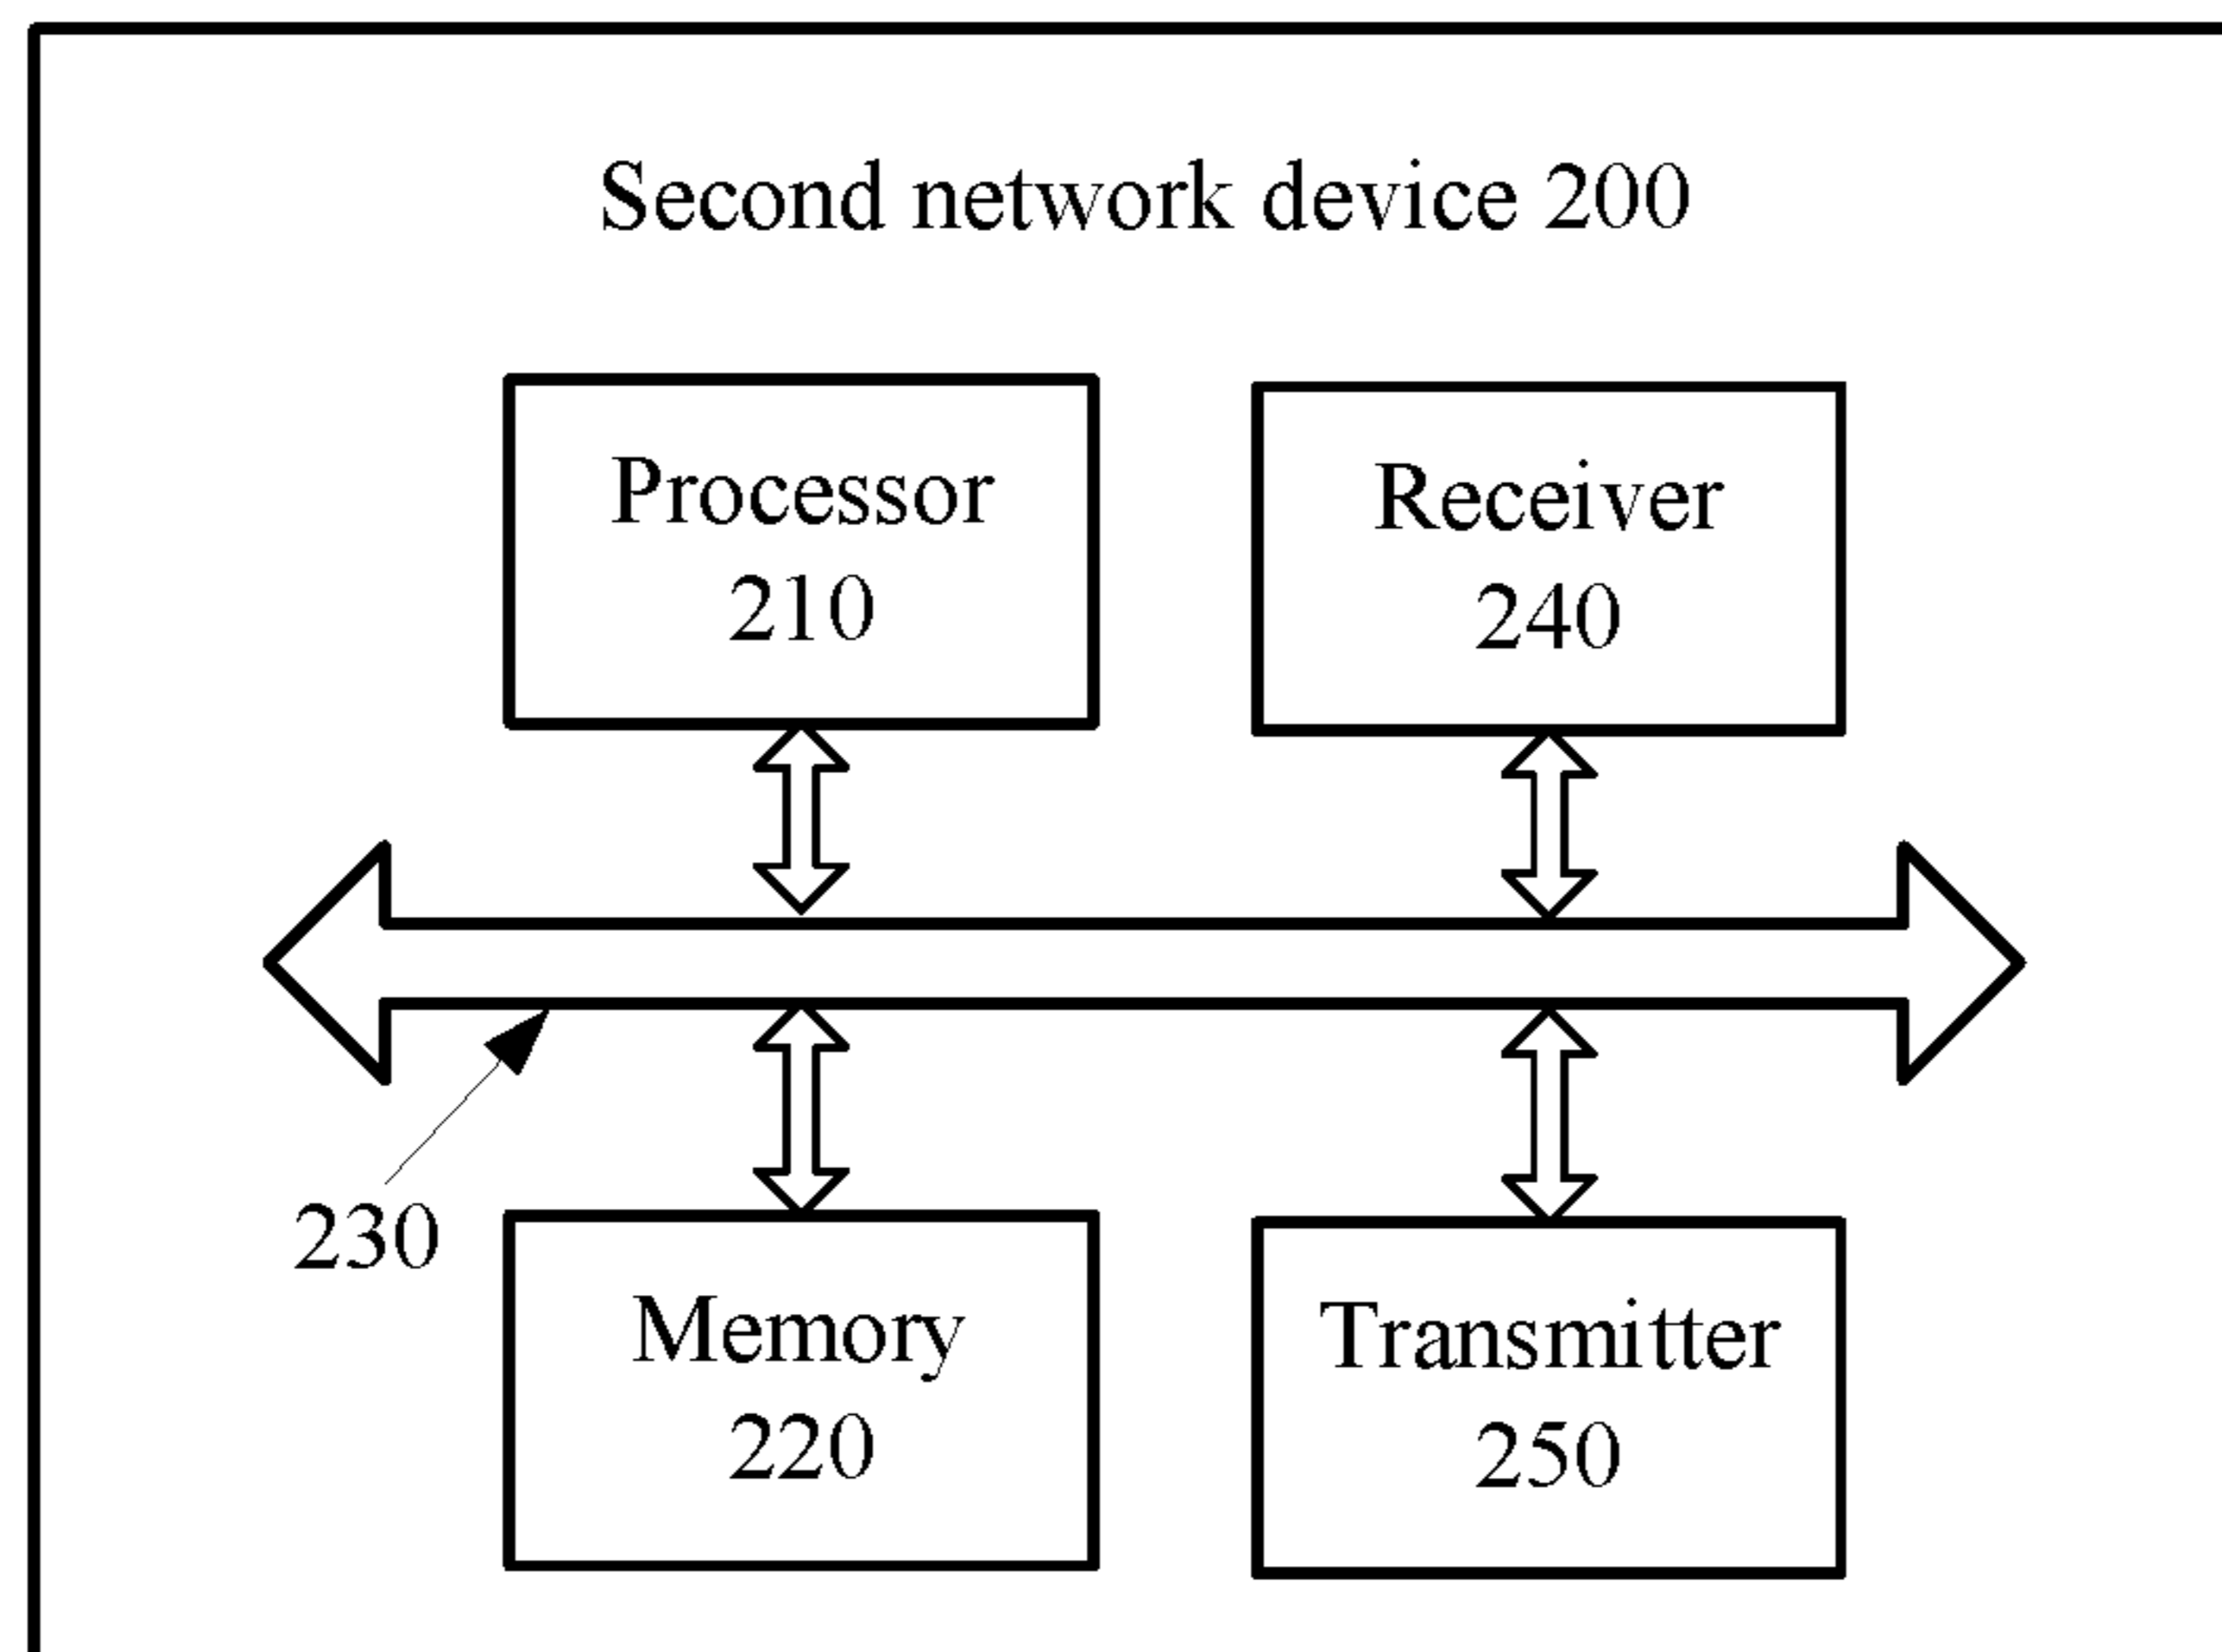 Second network device 200
Processor
210
Receiver
240
230
Memory
220
Transmitter
250